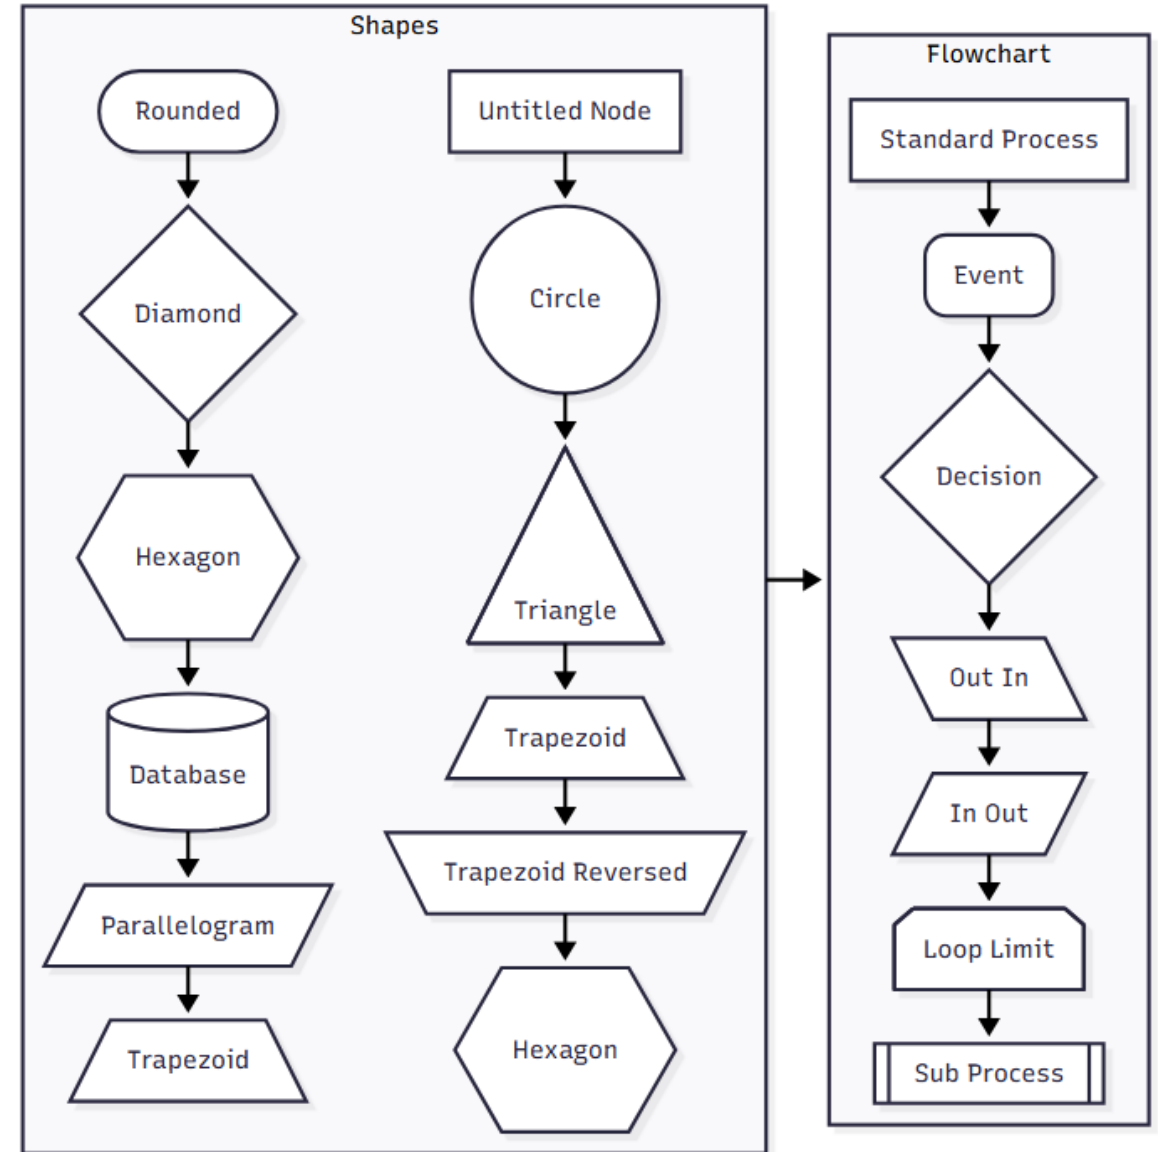 Shapes
Rounded
Diamond
Hexagon
Database
Parallelogram
Trapezoid
Untitled Node
Circle
Triangle
Trapezoid
Trapezoid Reversed
Hexagon
Flowchart
Standard Process
Event
Decision
Out In
In Out
Loop Limit
Sub Process